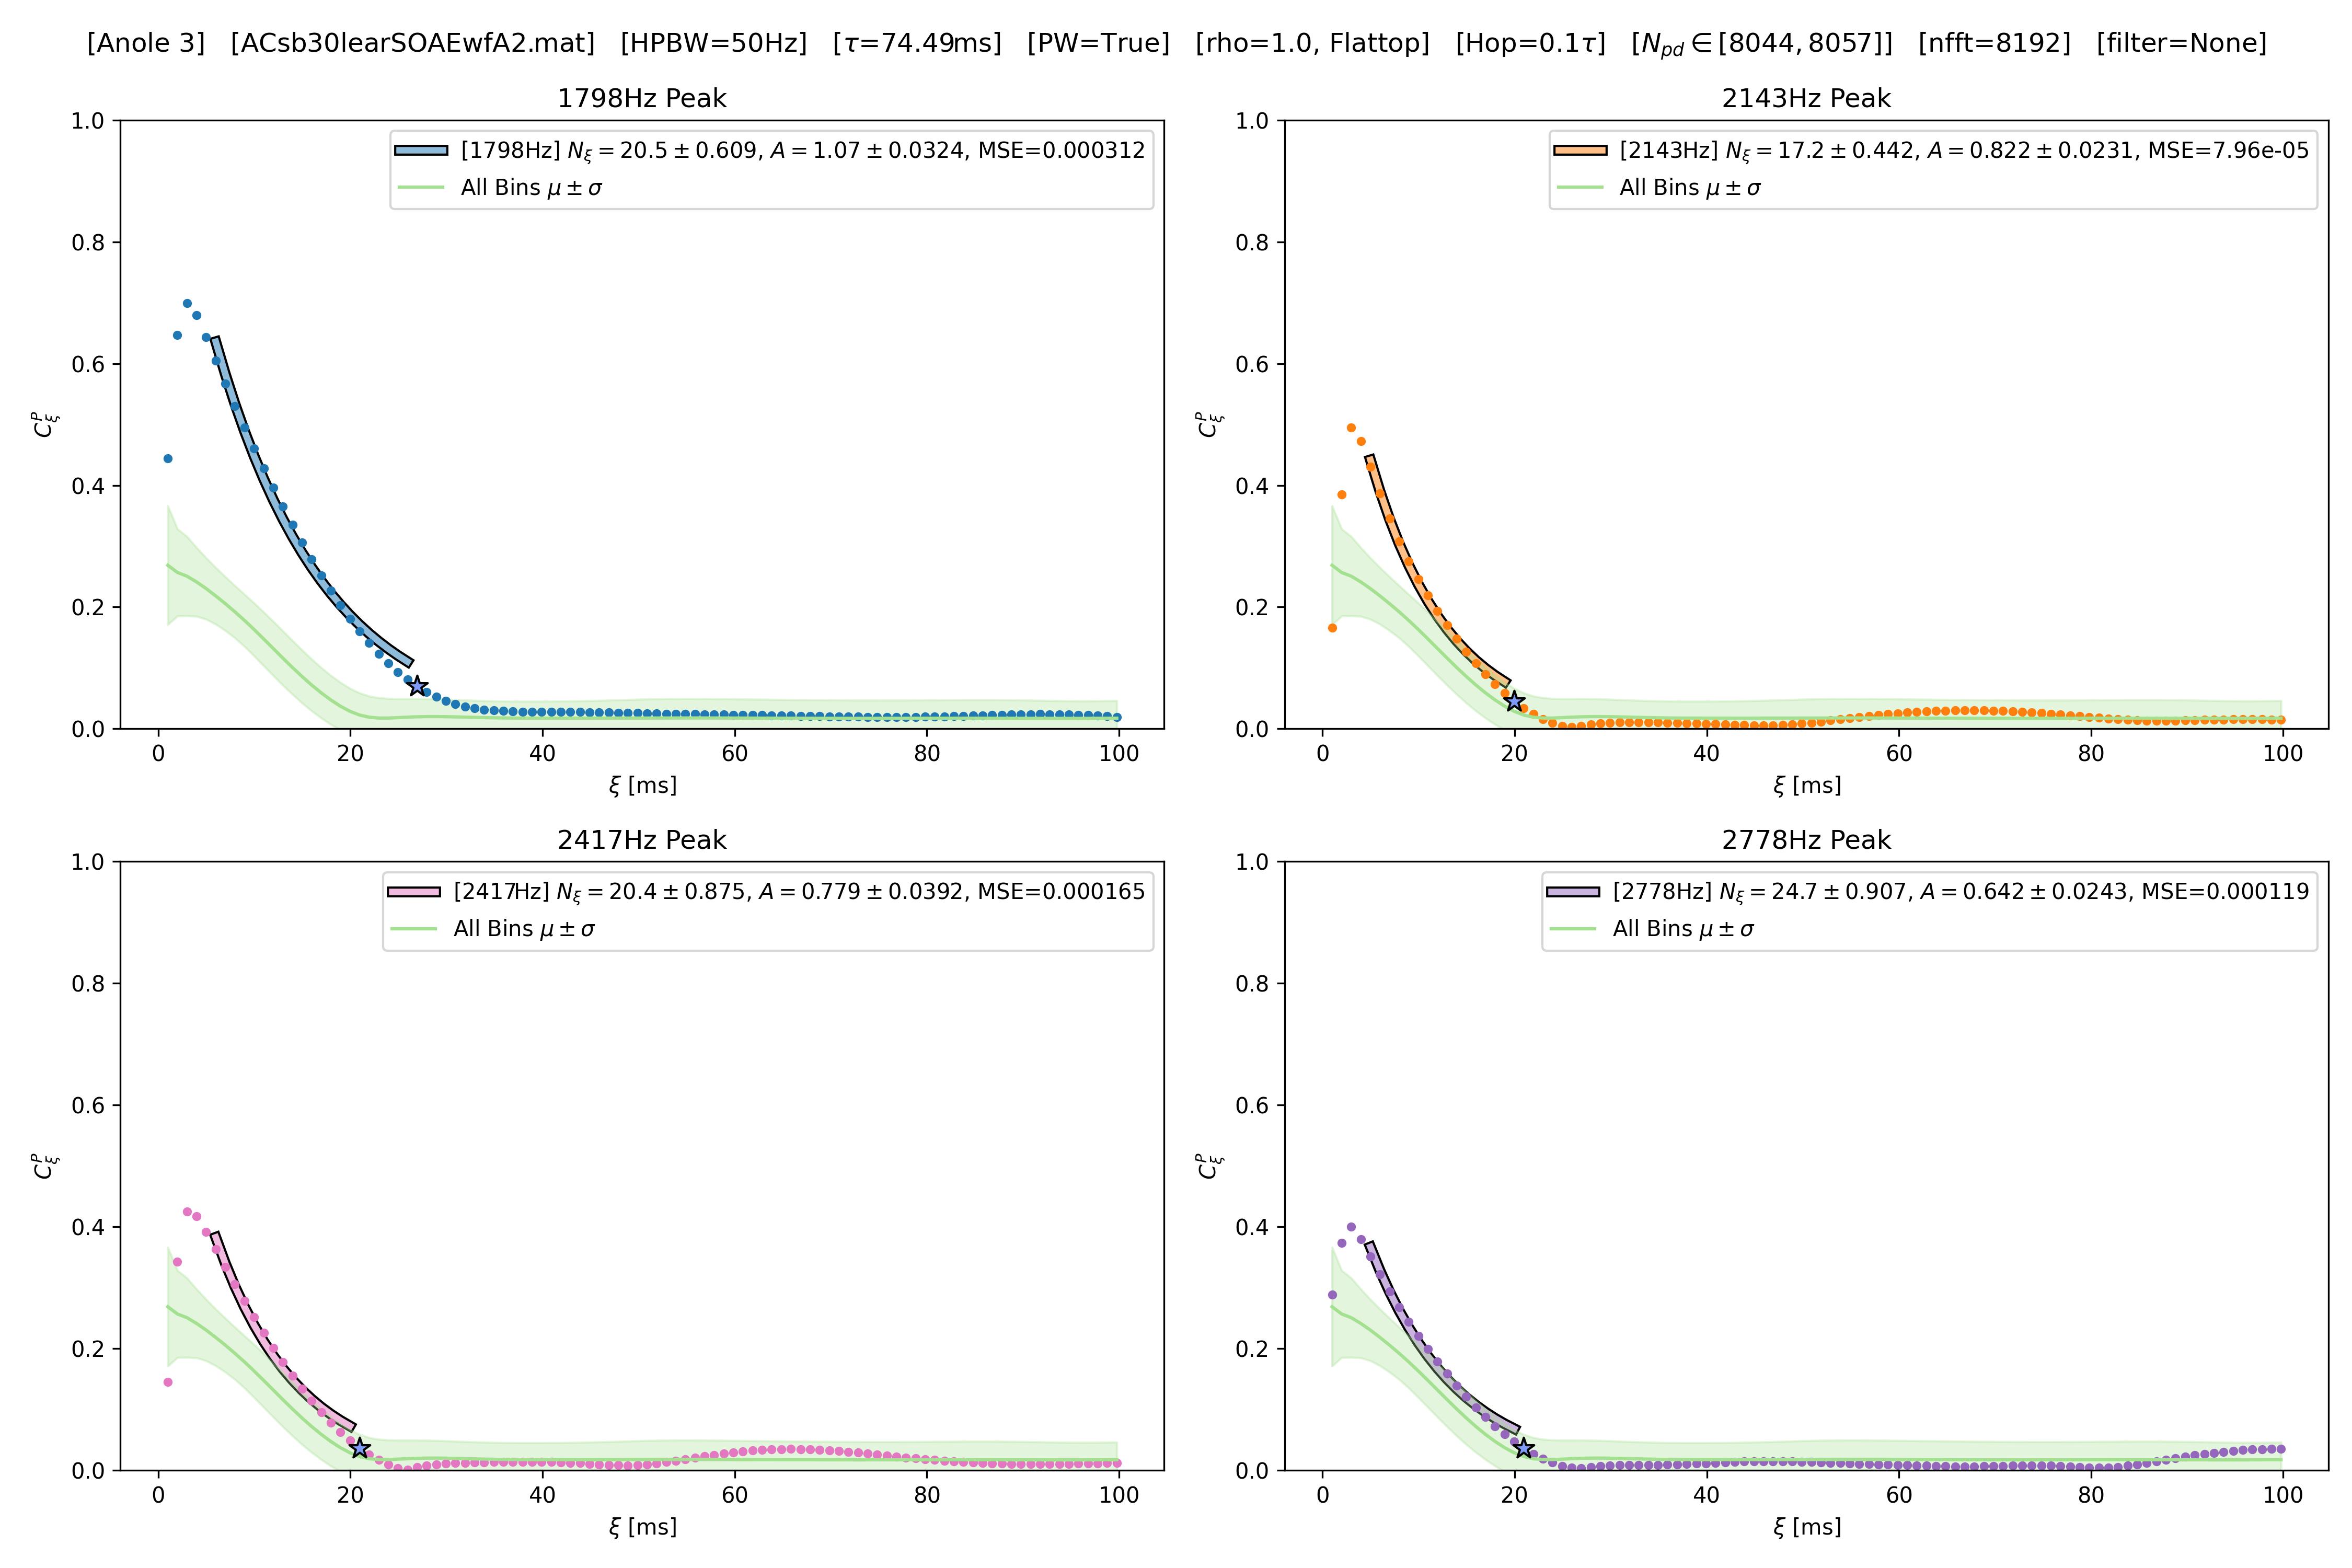 [Anole 3]   [ACsb30learSOAEwfA2.mat]   [HPBW=50Hz]   [τ=74.49ms]   [PW=True]   [rho=1.0, Flattop]   [Hop=0.1τ]   [N_pd ∈ [8044, 8057]]   [nfft=8192]   [filter=None]
1798Hz Peak
[1798Hz] N_ξ = 20.5 ± 0.609, A = 1.07 ± 0.0324, MSE=0.000312
All Bins μ ± σ
1.0
0.8
0.6
0.4
0.2
0.0
C_ξ^P
0 20 40 60 80 100
ξ [ms]
2143Hz Peak
[2143Hz] N_ξ = 17.2 ± 0.442, A = 0.822 ± 0.0231, MSE=7.96e-05
All Bins μ ± σ
1.0
0.8
0.6
0.4
0.2
0.0
C_ξ^P
0 20 40 60 80 100
ξ [ms]
2417Hz Peak
[2417Hz] N_ξ = 20.4 ± 0.875, A = 0.779 ± 0.0392, MSE=0.000165
All Bins μ ± σ
1.0
0.8
0.6
0.4
0.2
0.0
C_ξ^P
0 20 40 60 80 100
ξ [ms]
2778Hz Peak
[2778Hz] N_ξ = 24.7 ± 0.907, A = 0.642 ± 0.0243, MSE=0.000119
All Bins μ ± σ
1.0
0.8
0.6
0.4
0.2
0.0
C_ξ^P
0 20 40 60 80 100
ξ [ms]